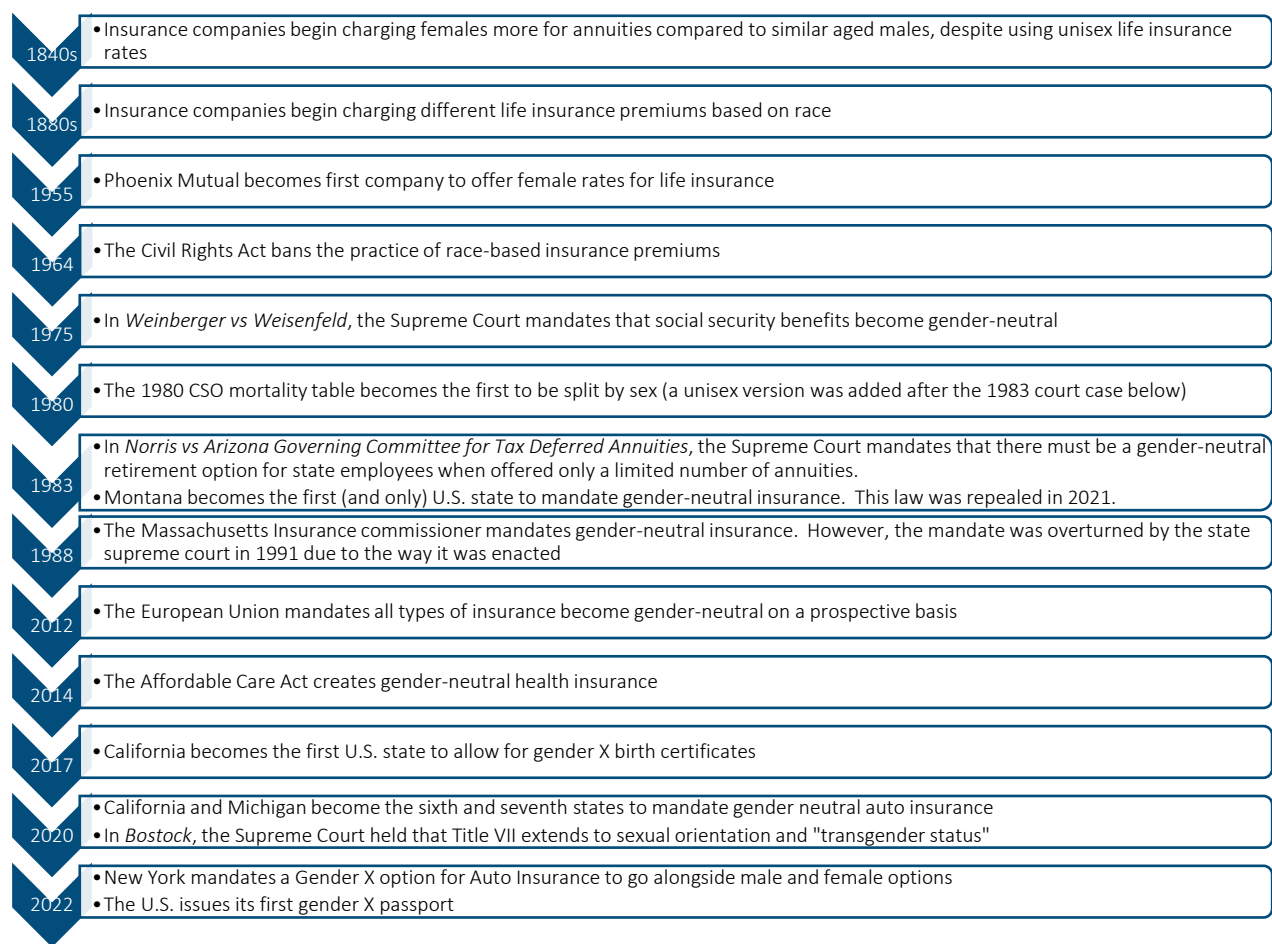 1840s
•Insurance companies begin charging females more for annuities compared to similar aged males, despite using unisex life insurance
rates
1880s
•Insurance companies begin charging different life insurance premiums based on race
1955
•Phoenix Mutual becomes first company to offer female rates for life insurance
1964
•The Civil Rights Act bans the practice of race-based insurance premiums
1975
•In Weinberger vs Weisenfeld, the Supreme Court mandates that social security benefits become gender-neutral
1980
•The 1980 CSO mortality table becomes the first to be split by sex (a unisex version was added after the 1983 court case below)
1983
•In Norris vs Arizona Governing Committee for Tax Deferred Annuities, the Supreme Court mandates that there must be a gender-neutral
retirement option for state employees when offered only a limited number of annuities.
•Montana becomes the first (and only) U.S. state to mandate gender-neutral insurance.  This law was repealed in 2021.
1988
•The Massachusetts Insurance commissioner mandates gender-neutral insurance.  However, the mandate was overturned by the state
supreme court in 1991 due to the way it was enacted
2012
•The European Union mandates all types of insurance become gender-neutral on a prospective basis
2014
•The Affordable Care Act creates gender-neutral health insurance
2017
•California becomes the first U.S. state to allow for gender X birth certificates
2020
•California and Michigan become the sixth and seventh states to mandate gender neutral auto insurance
•In Bostock, the Supreme Court held that Title VII extends to sexual orientation and "transgender status"
2022
•New York mandates a Gender X option for Auto Insurance to go alongside male and female options
•The U.S. issues its first gender X passport